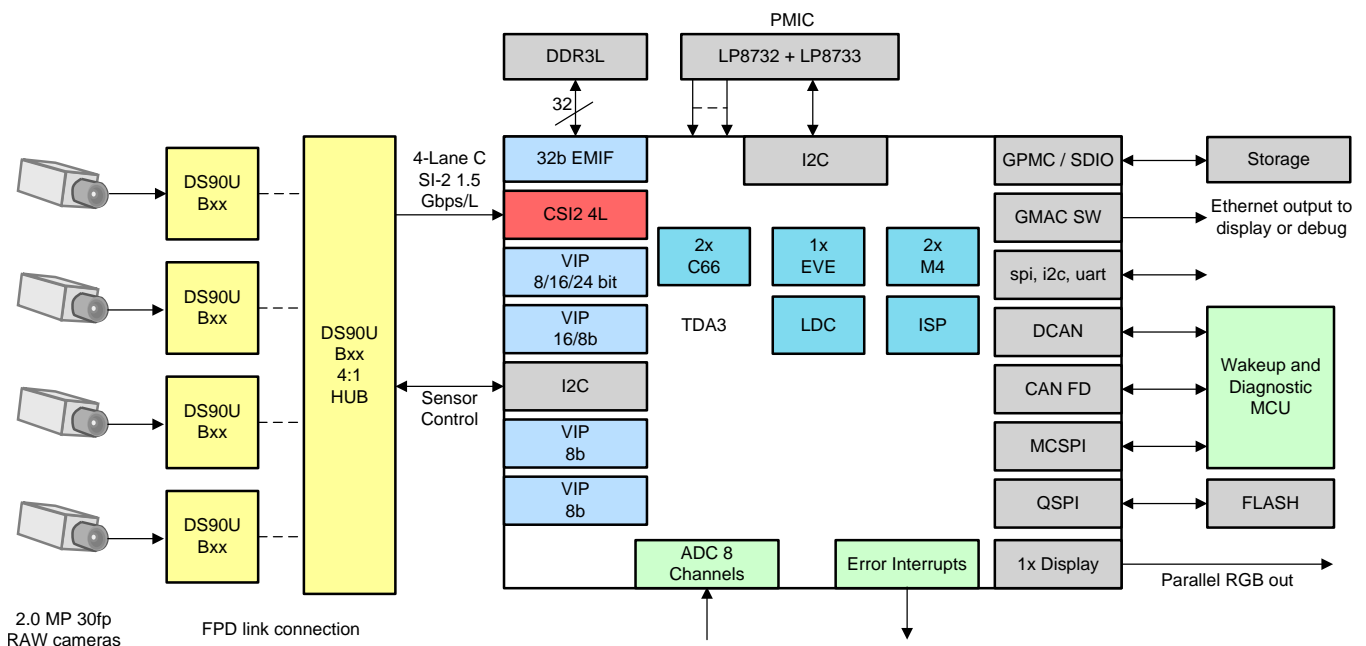 PMIC
DDR3L
LP8732 + LP8733
32
4-Lane C
SI-2 1.5
Gbps/L
32b EMIF
I2C
GPMC / SDIO
Storage
DS90U
Bxx
CSI2 4L
GMAC SW
Ethernet output to
display or debug
2x
C66
1x
EVE
2x
M4
VIP
8/16/24 bit
spi, i2c, uart
DS90U
Bxx
VIP
16/8b
TDA3
LDC
ISP
DCAN
DS90U
Bxx
4:1
HUB
Sensor
Control
I2C
CAN FD
Wakeup and
Diagnostic
MCU
DS90U
Bxx
VIP
8b
MCSPI
VIP
8b
QSPI
FLASH
DS90U
Bxx
ADC 8
Channels
Error Interrupts
1x Display
Parallel RGB out
2.0 MP 30fp
RAW cameras
FPD link connection